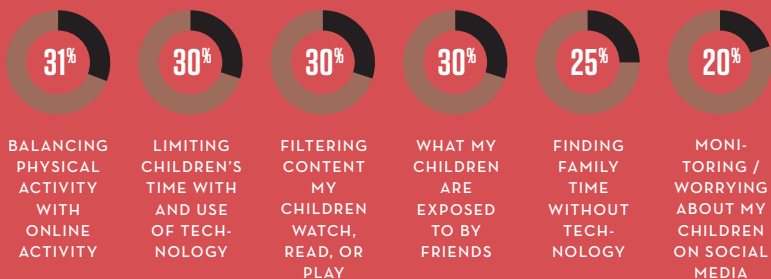 31%
BALANCING
PHYSICAL
ACTIVITY
WITH
ONLINE
ACTIVITY
30%
LIMITING
CHILDREN'S
TIME WITH
AND USE
OF TECH-
NOLOGY
30%
FILTERING
CONTENT
MY
CHILDREN
WATCH,
READ, OR
PLAY
30%
WHAT MY
CHILDREN
ARE
EXPOSED
TO BY
FRIENDS
25%
FINDING
FAMILY
TIME
WITHOUT
TECH-
NOLOGY
20%
MONI-
TORING /
WORRYING
ABOUT MY
CHILDREN
ON SOCIAL
MEDIA